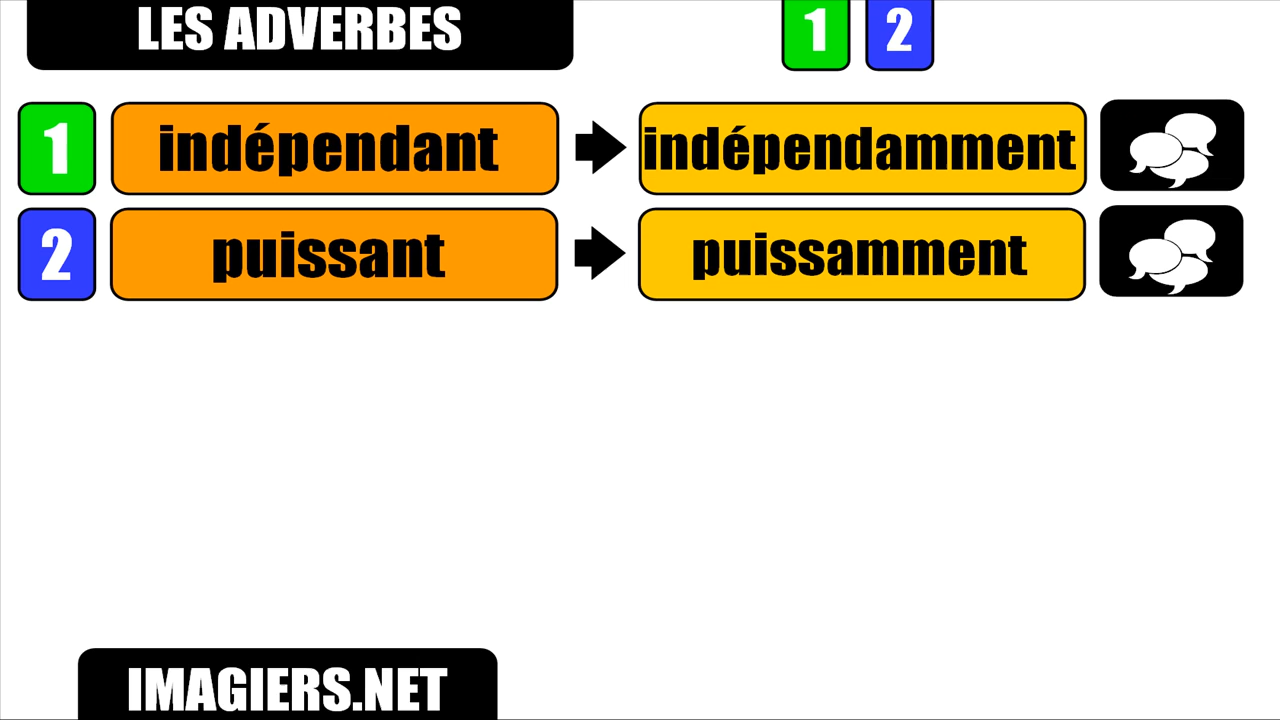 LES ADVERBES
1 2
1 indépendant indépendamment
2 puissant puissamment
IMAGIERS.NET